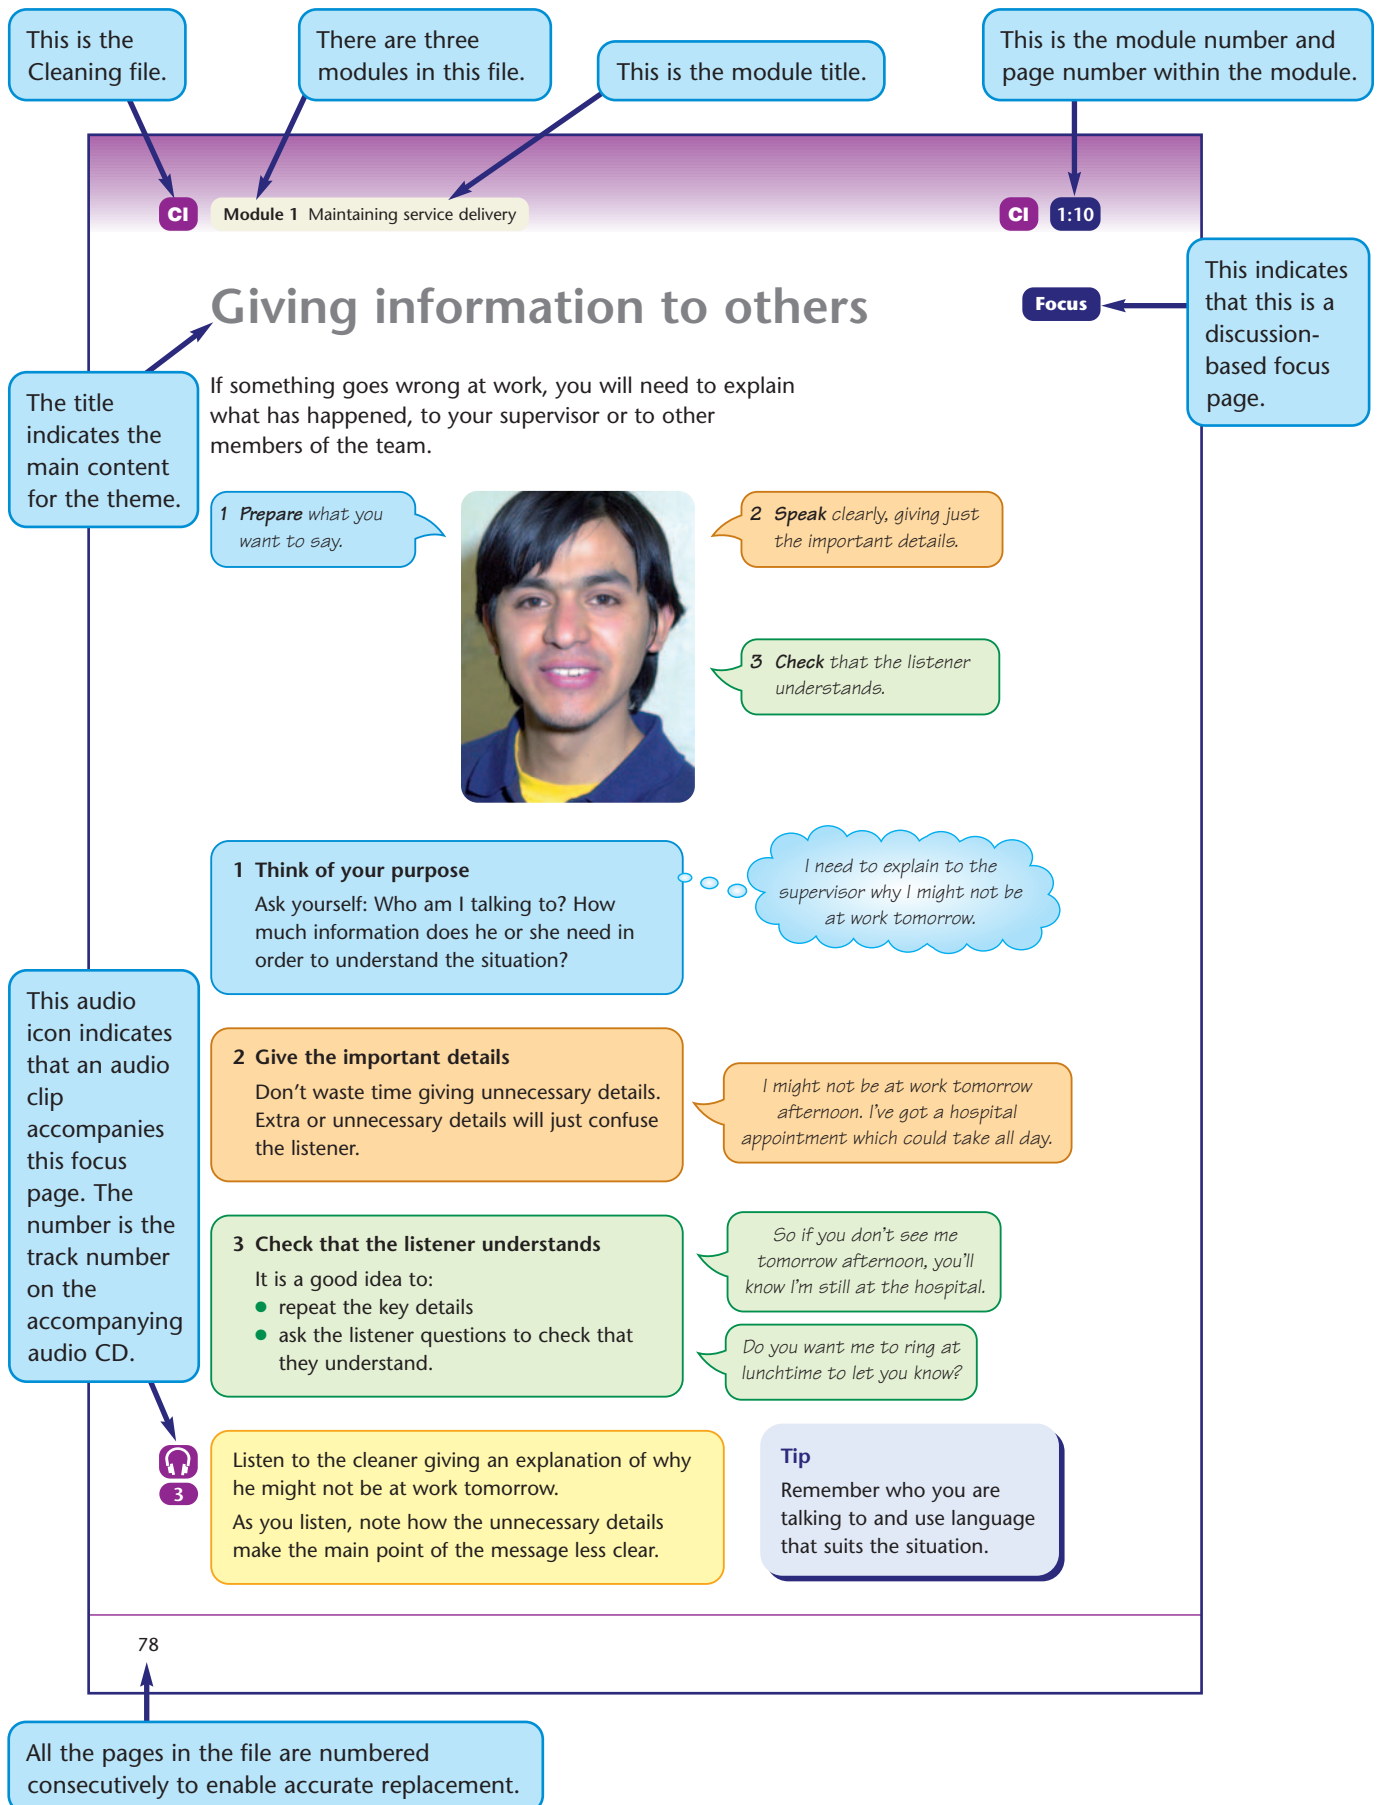 This is the
Cleaning file.
There are three
modules in this file.
This is the module title.
This is the module number and
page number within the module.
Cl
Module 1 Maintaining service delivery
Cl
1:10
Giving information to others
Focus
This indicates
that this is a
discussion-
based focus
page.
The title
indicates the
main content
for the theme.
If something goes wrong at work, you will need to explain
what has happened, to your supervisor or to other
members of the team.
1 Prepare what you
want to say.
2 Speak clearly, giving just
the important details.
3 Check that the listener
understands.
1 Think of your purpose
Ask yourself: Who am I talking to? How
much information does he or she need in
order to understand the situation?
I need to explain to the
supervisor why I might not be
at work tomorrow.
This audio
icon indicates
that an audio
clip
accompanies
this focus
page. The
number is the
track number
on the
accompanying
audio CD.
2 Give the important details
Don't waste time giving unnecessary details.
Extra or unnecessary details will just confuse
the listener.
I might not be at work tomorrow
afternoon. I've got a hospital
appointment which could take all day.
3 Check that the listener understands
It is a good idea to:
● repeat the key details
● ask the listener questions to check that
they understand.
So if you don't see me
tomorrow afternoon, you'll
know I'm still at the hospital.
Do you want me to ring at
lunchtime to let you know?
3
Listen to the cleaner giving an explanation of why
he might not be at work tomorrow.
As you listen, note how the unnecessary details
make the main point of the message less clear.
Tip
Remember who you are
talking to and use language
that suits the situation.
78
All the pages in the file are numbered
consecutively to enable accurate replacement.